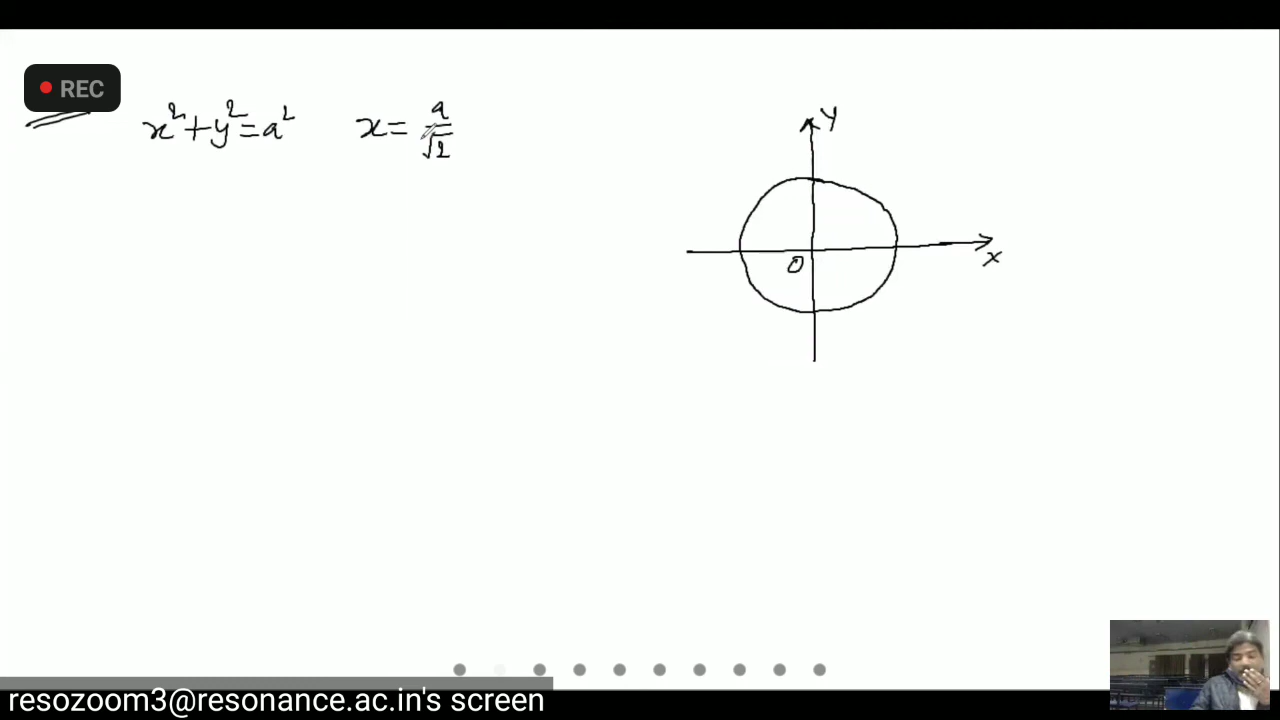 REC
x²+y²=a² x=a/√2
Y
O
X
resozoom3@resonance.ac.in's screen